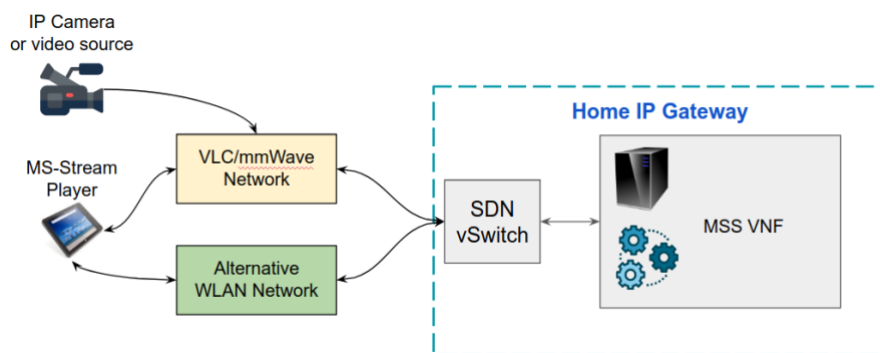 IP Camera
or video source
Home IP Gateway
VLC/mmWave
Network
MS-Stream
Player
SDN
vSwitch
MSS VNF
Alternative
WLAN Network